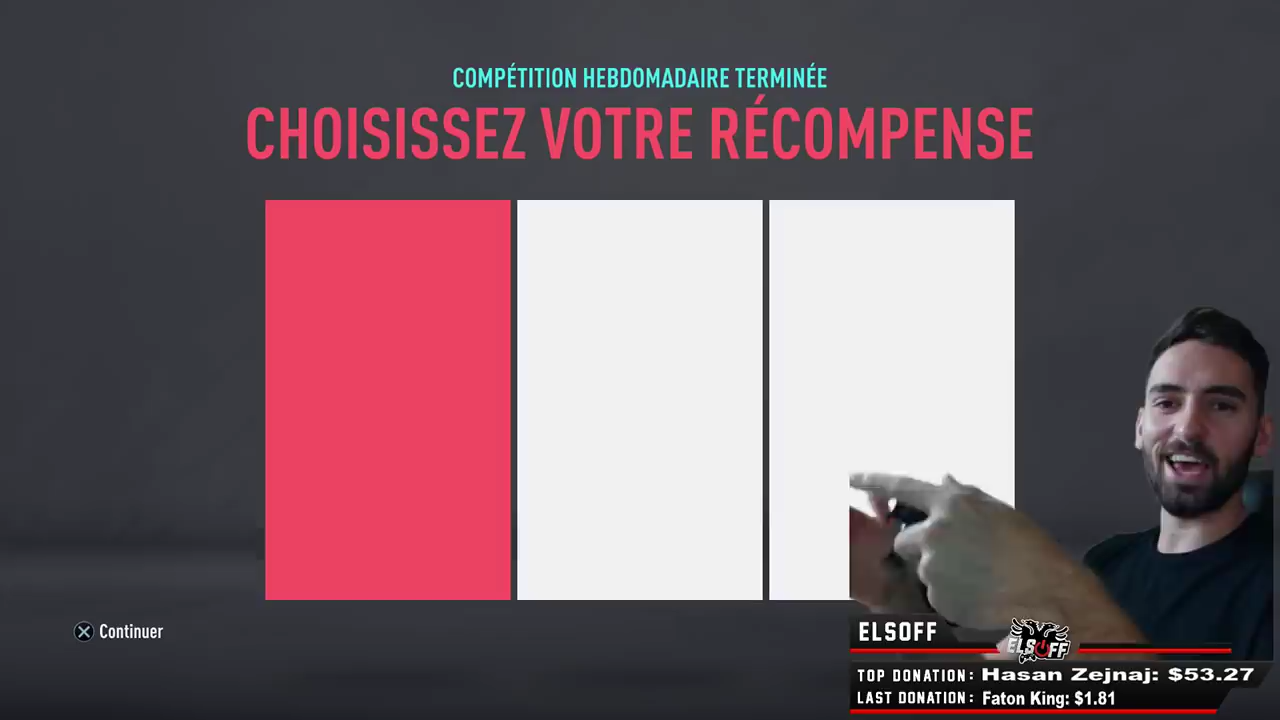 COMPÉTITION HEBDOMADAIRE TERMINÉE
CHOISISSEZ VOTRE RÉCOMPENSE
Continuer
ELSOFF
ELSOFF
TOP DONATION: Hasan Zejnaj: $53.27
LAST DONATION: Faton King: $1.81